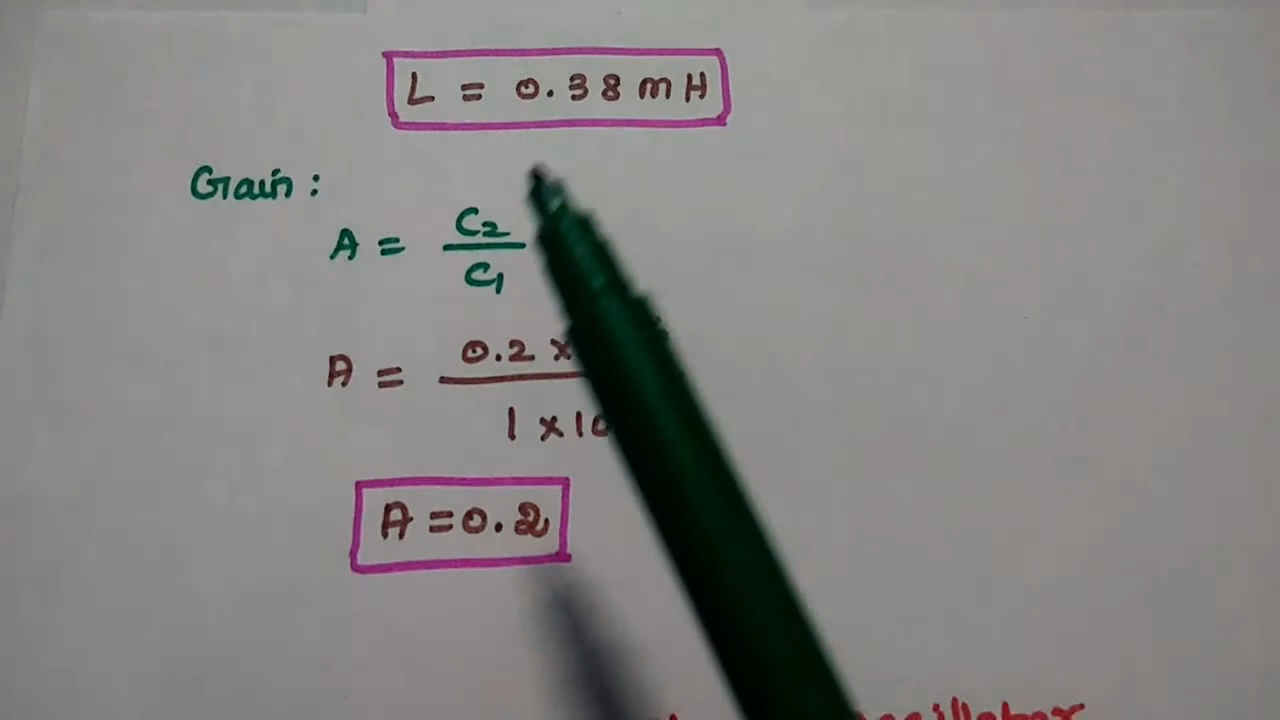 L = 0.38 mH
Gain :
A = C2 / C1
A = 0.2 × / 1 × 10
A = 0.2